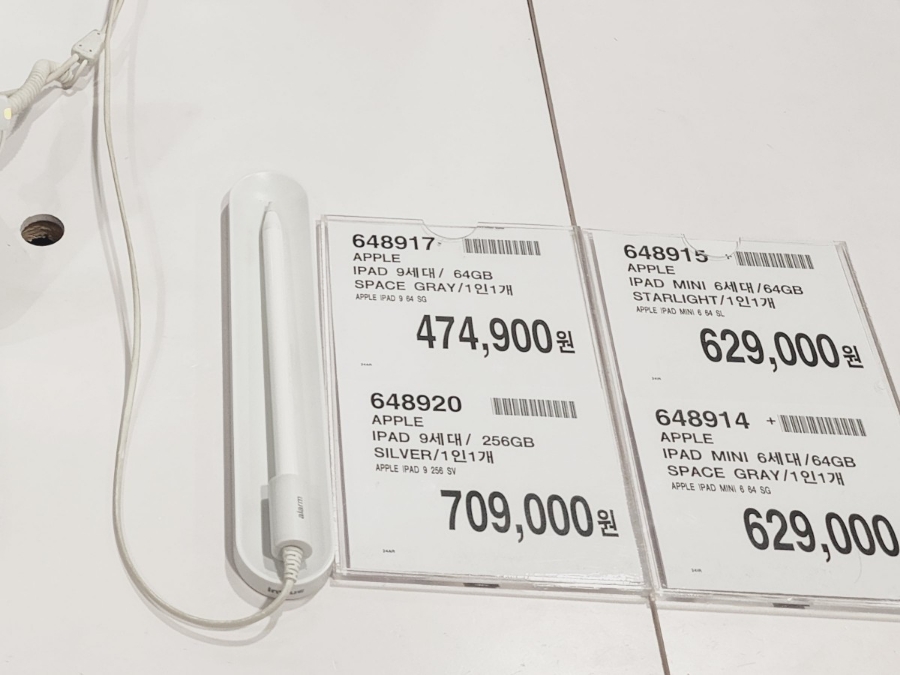 648917
APPLE
IPAD 9세대/ 64GB
SPACE GRAY/1인1개
APPLE IPAD 9 64 SG
474,900원
648920
APPLE
IPAD 9세대/ 256GB
SILVER/1인1개
APPLE IPAD 9 256 SV
709,000원
648915 +
APPLE
IPAD MINI 6세대/64GB
STARLIGHT/1인1개
APPLE IPAD MINI 6 64 SL
629,000원
648914 +
APPLE
IPAD MINI 6세대/64GB
SPACE GRAY/1인1개
APPLE IPAD MINI 6 64 SG
629,000
alarm